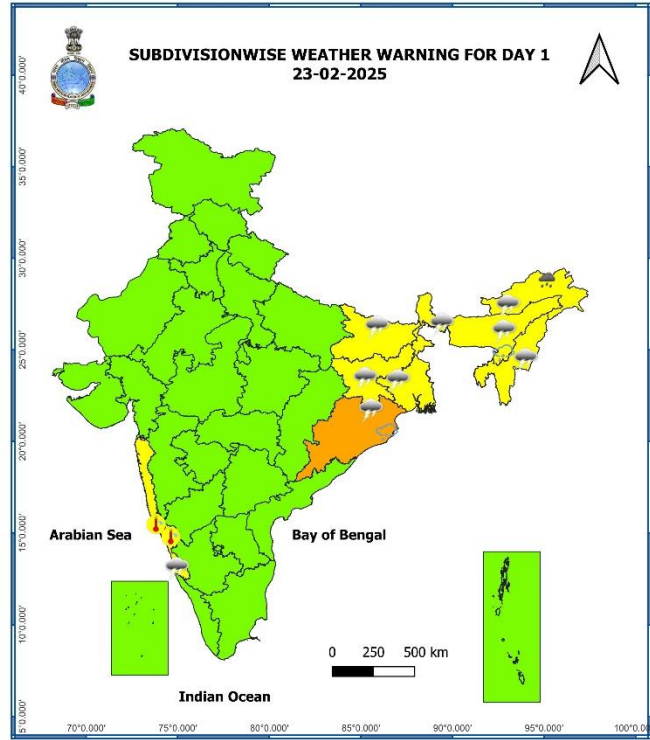 SUBDIVISIONWISE WEATHER WARNING FOR DAY 1
23-02-2025
40°0.000'
35°0.000'
30°0.000'
25°0.000'
20°0.000'
15°0.000'
10°0.000'
5°0.000'
Arabian Sea
Bay of Bengal
0 250 500 km
Indian Ocean
70°0.000' 75°0.000' 80°0.000' 85°0.000' 90°0.000' 95°0.000' 100°0.00